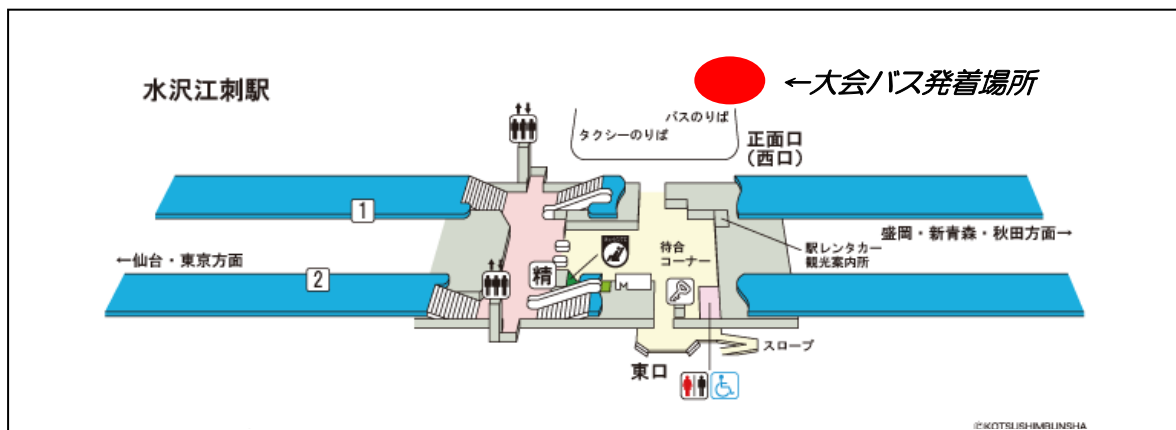 水沢江刺駅
←大会バス発着場所
バスのりば
タクシーのりば
正面口
(西口)
1
盛岡・新青森・秋田方面→
待合
コーナー
駅レンタカー
観光案内所
←仙台・東京方面
2
精
M
スロープ
東口
©KOTSUSHIMBUNSHA